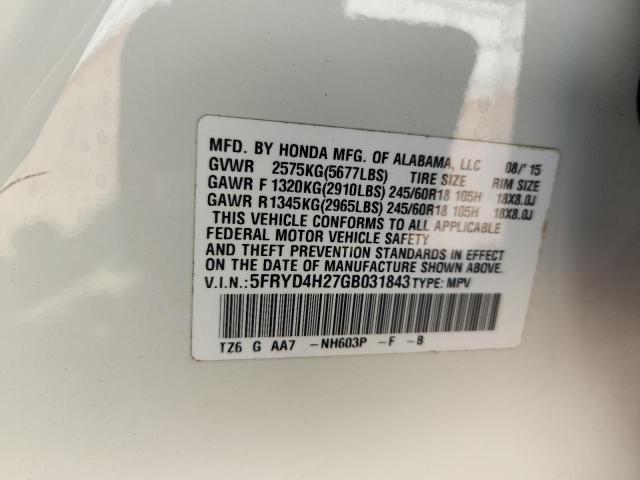 MFD. BY HONDA MFG. OF ALABAMA, LLC 08/'15
GVWR 2575KG(5677LBS) TIRE SIZE RIM SIZE
GAWR F 1320KG(2910LBS) 245/60R18 105H 18X8.0J
GAWR R 1345KG(2965LBS) 245/60R18 105H 18X8.0J
THIS VEHICLE CONFORMS TO ALL APPLICABLE
FEDERAL MOTOR VEHICLE SAFETY
AND THEFT PREVENTION STANDARDS IN EFFECT
ON THE DATE OF MANUFACTURE SHOWN ABOVE.
V.I.N.:5FRYD4H27GB031843 TYPE: MPV
TZ6 G AA7 -NH603P -F -B